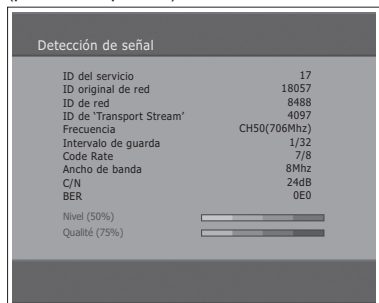 Detección de señal
ID del servicio 17
ID original de red 18057
ID de red 8488
ID de 'Transport Stream' 4097
Frecuencia CH50(706Mhz)
Intervalo de guarda 1/32
Code Rate 7/8
Ancho de banda 8Mhz
C/N 24dB
BER 0E0
Nivel (50%)
Qualité (75%)